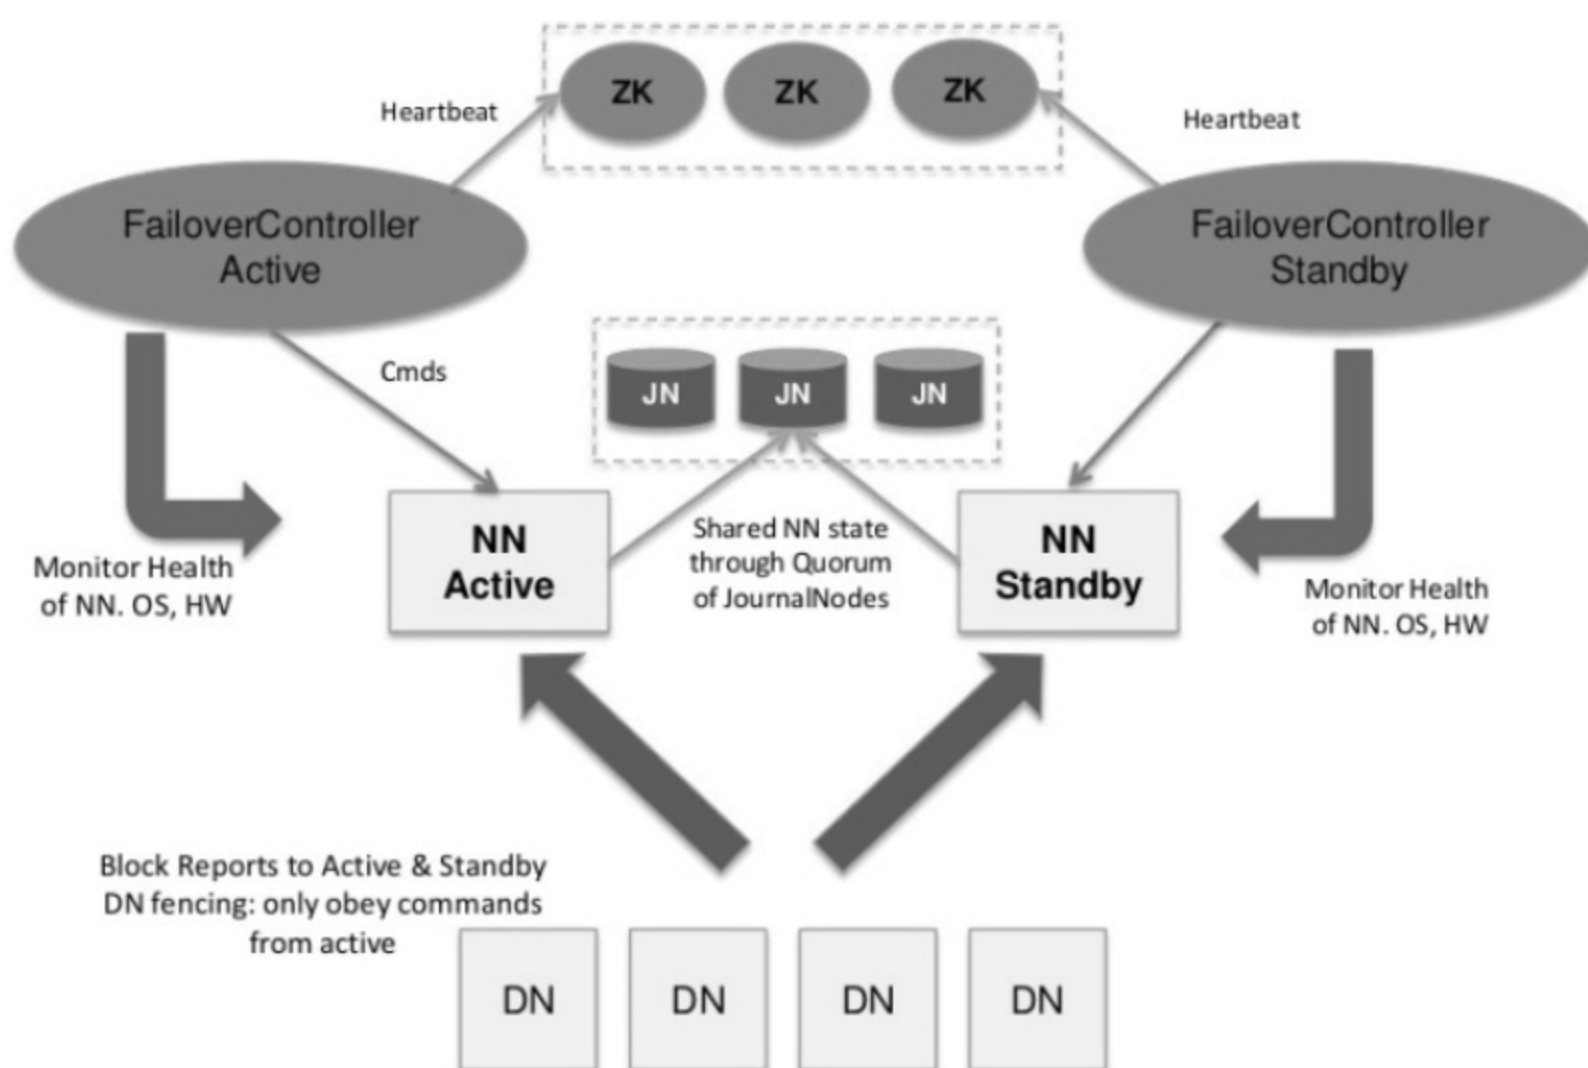 ZK
ZK
ZK
Heartbeat
Heartbeat
FailoverController
Active
FailoverController
Standby
Cmds
JN
JN
JN
NN
Active
Shared NN state
through Quorum
of JournalNodes
NN
Standby
Monitor Health
of NN. OS, HW
Monitor Health
of NN. OS, HW
Block Reports to Active & Standby
DN fencing: only obey commands
from active
DN
DN
DN
DN